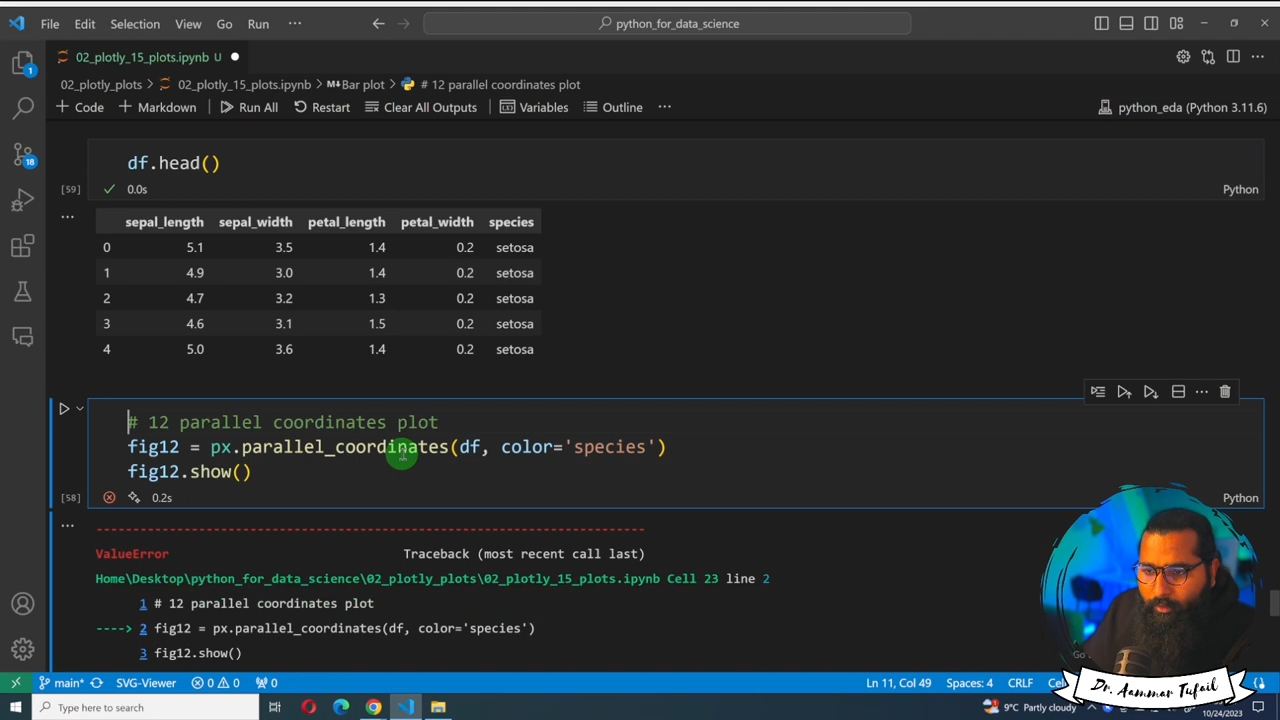 File Edit Selection View Go Run ··· python_for_data_science
02_plotly_15_plots.ipynb U
02_plotly_plots > 02_plotly_15_plots.ipynb > Bar plot > # 12 parallel coordinates plot
+ Code + Markdown Run All Restart Clear All Outputs Variables Outline ··· python_eda (Python 3.11.6)
df.head()
[59] 0.0s Python
sepal_length sepal_width petal_length petal_width species
0 5.1 3.5 1.4 0.2 setosa
1 4.9 3.0 1.4 0.2 setosa
2 4.7 3.2 1.3 0.2 setosa
3 4.6 3.1 1.5 0.2 setosa
4 5.0 3.6 1.4 0.2 setosa
# 12 parallel coordinates plot
fig12 = px.parallel_coordinates(df, color='species')
fig12.show()
[58] 0.2s Python
---------------------------------------------------------------------------
ValueError Traceback (most recent call last)
Home\Desktop\python_for_data_science\02_plotly_plots\02_plotly_15_plots.ipynb Cell 23 line 2
1 # 12 parallel coordinates plot
----> 2 fig12 = px.parallel_coordinates(df, color='species')
3 fig12.show()
1
18
main* SVG-Viewer 0 0 0 Ln 11, Col 49 Spaces: 4 CRLF
Dr. Aammar Tufail
Type here to search 9°C Partly cloudy 10/24/2023